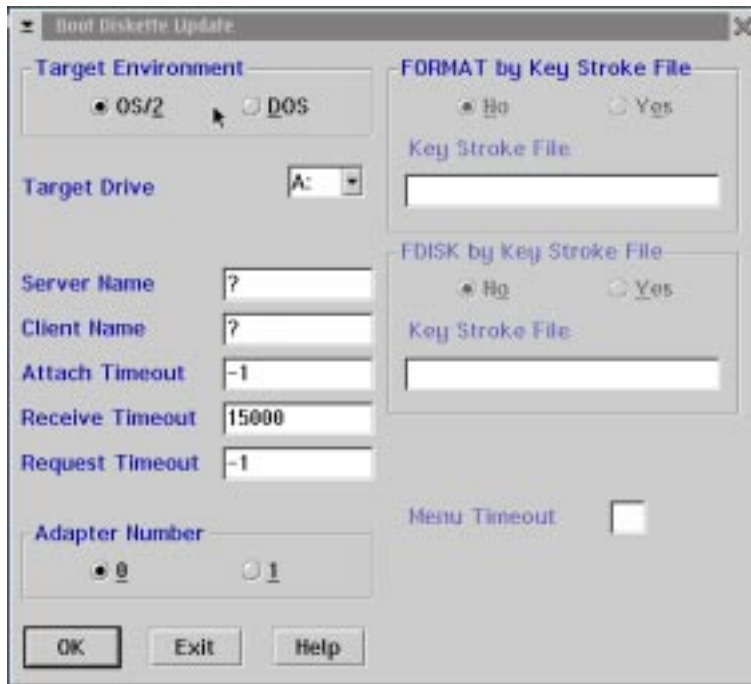 Boot Diskette Update
Target Environment
OS/2 DOS
Target Drive A:
Server Name ?
Client Name ?
Attach Timeout -1
Receive Timeout 15000
Request Timeout -1
Adapter Number
0 1
OK Exit Help
FORMAT by Key Stroke File
No Yes
Key Stroke File
FDISK by Key Stroke File
No Yes
Key Stroke File
Menu Timeout